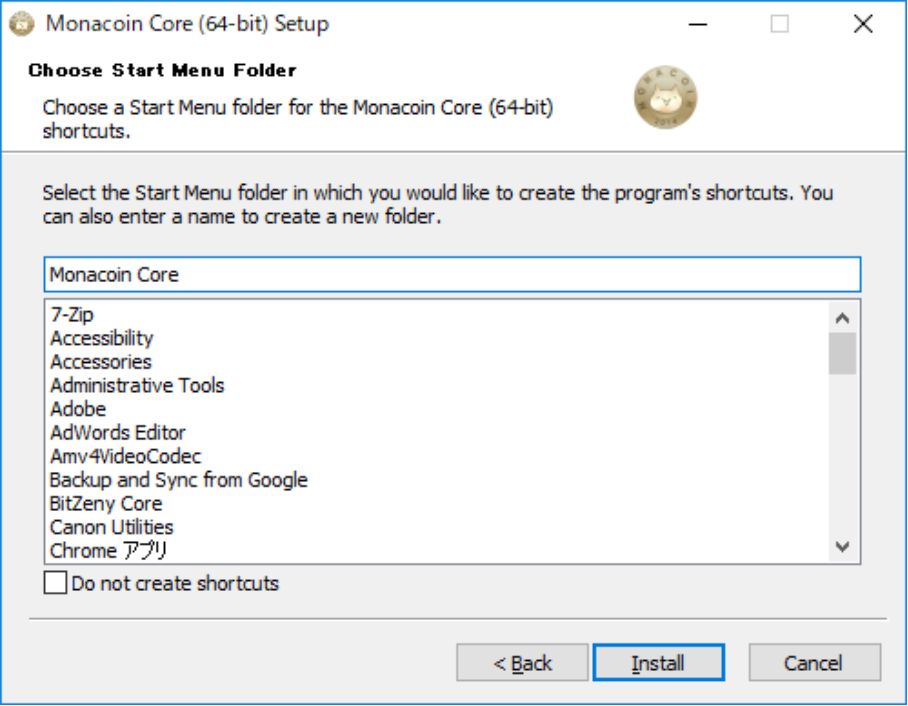 Monacoin Core (64-bit) Setup
Choose Start Menu Folder
Choose a Start Menu folder for the Monacoin Core (64-bit)
shortcuts.
MONACOIN
2014
Select the Start Menu folder in which you would like to create the program's shortcuts. You
can also enter a name to create a new folder.
Monacoin Core
7-Zip
Accessibility
Accessories
Administrative Tools
Adobe
AdWords Editor
Amv4VideoCodec
Backup and Sync from Google
BitZeny Core
Canon Utilities
Chrome アプリ
Do not create shortcuts
< Back
Install
Cancel